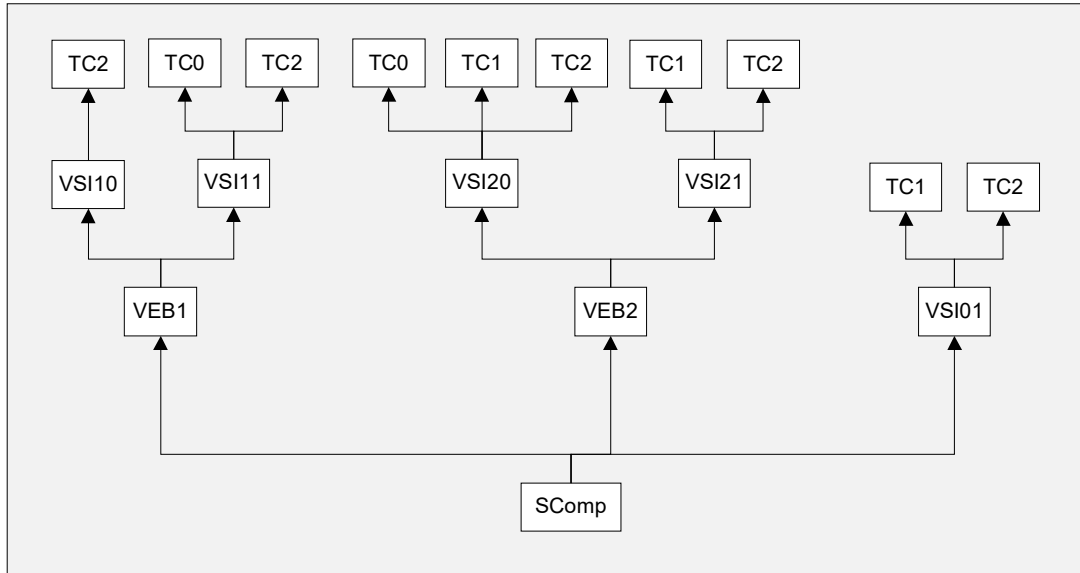 TC2 TC0 TC2 TC0 TC1 TC2 TC1 TC2
VSI10 VSI11 VSI20 VSI21 TC1 TC2
VEB1 VEB2 VSI01
SComp